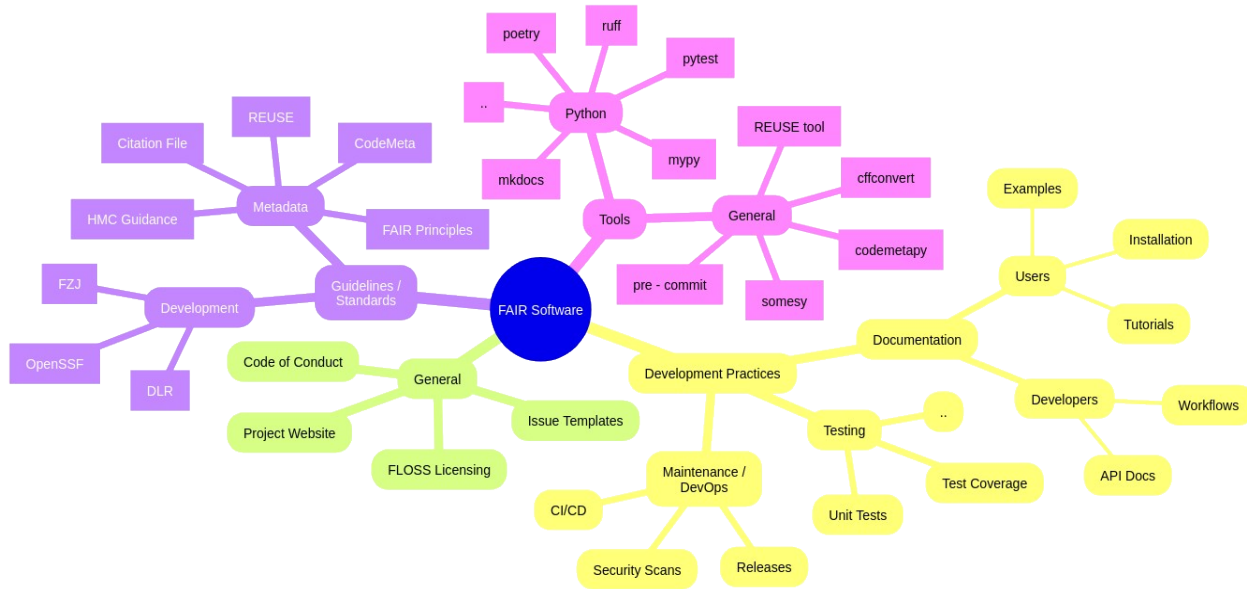 poetry
ruff
pytest
..
Python
mkdocs
mypy
REUSE tool
cffconvert
Tools
General
codemetapy
pre - commit
somesy
REUSE
Citation File
CodeMeta
Metadata
HMC Guidance
FAIR Principles
FZJ
Development
Guidelines /
Standards
OpenSSF
DLR
FAIR Software
Code of Conduct
General
Project Website
Issue Templates
FLOSS Licensing
Development Practices
Documentation
Users
Examples
Installation
Tutorials
Developers
Workflows
API Docs
Testing
..
Test Coverage
Unit Tests
Maintenance /
DevOps
CI/CD
Security Scans
Releases